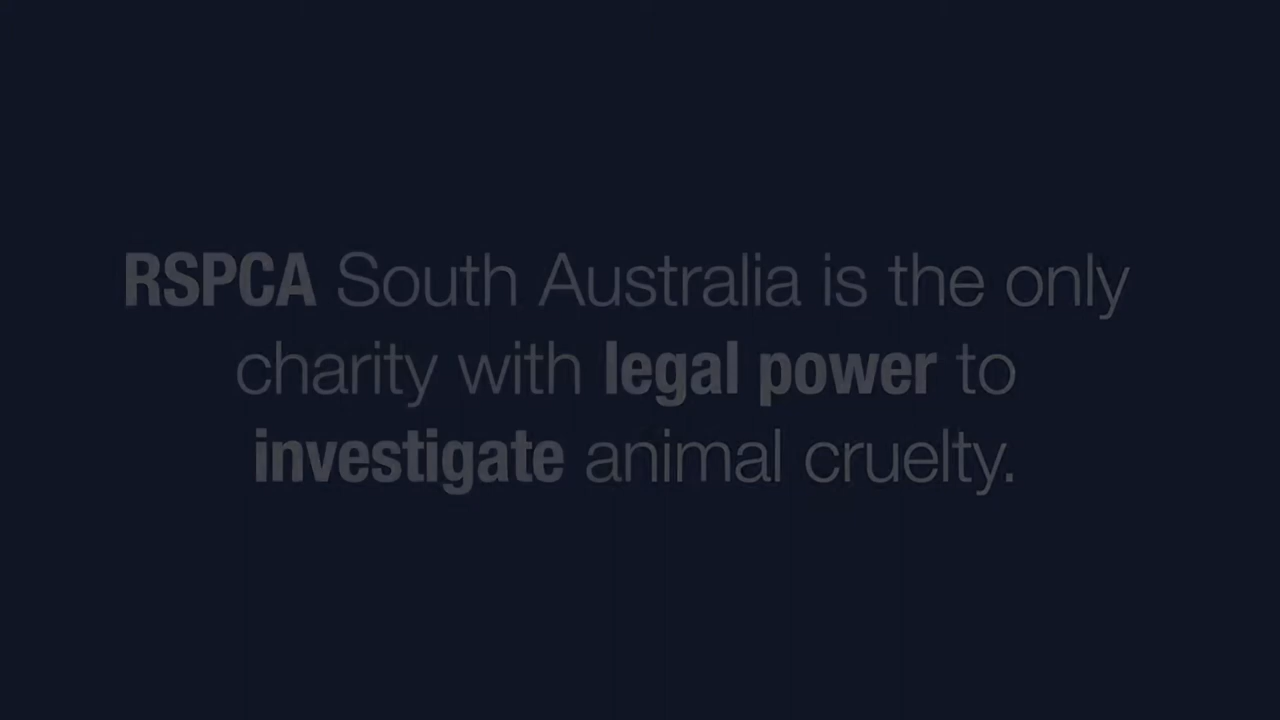 RSPCA South Australia is the only
charity with legal power to
investigate animal cruelty.